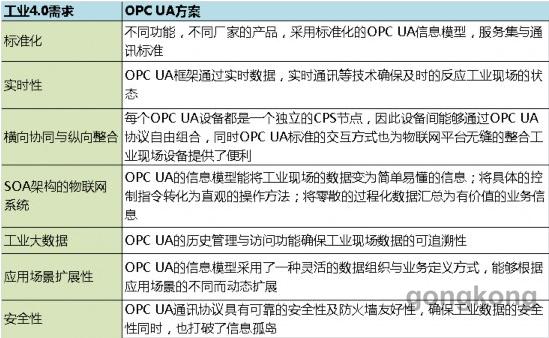 工业4.0需求
OPC UA方案
标准化
不同功能，不同厂家的产品，采用标准化的OPC UA信息模型，服务集与
通讯标准
实时性
OPC UA框架通过实时数据，实时通讯等技术确保及时的反应工业现场的状
态
横向协同与纵向整合
每个OPC UA设备都是一个独立的CPS节点，因此设备间能够通过OPC UA
协议自由组合，同时OPC UA标准的交互方式也为物联网平台无缝的整合工
业现场设备提供了便利
SOA架构的物联网
系统
OPC UA的信息模型能将工业现场的数据变为简单易懂的信息；将具体的控
制指令转化为直观的操作方法；将零散的过程化数据汇总为有价值的业务信
息
工业大数据
OPC UA的历史管理与访问功能确保工业现场数据的可追溯性
应用场景扩展性
OPC UA的信息模型采用了一种灵活的数据组织与业务定义方式，能够根据
应用场景的不同而动态扩展
安全性
OPC UA通讯协议具有可靠的安全性及防火墙友好性，确保工业数据的安全
性同时，也打破了信息孤岛
gongkong